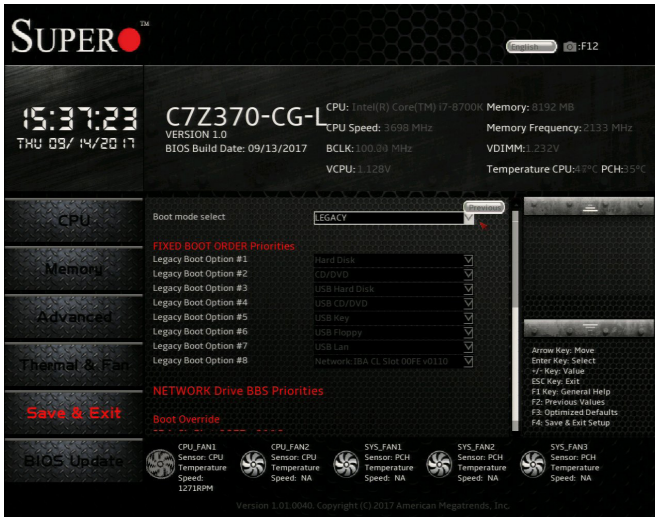 SUPER TM
English :F12
15:37:23
THU 09/14/2017
C7Z370-CG-L
VERSION 1.0
BIOS Build Date: 09/13/2017
CPU: Intel(R) Core(TM) i7-8700K
Memory: 8192 MB
CPU Speed: 3698 MHz
Memory Frequency: 2133 MHz
BCLK:
VDIMM: 1.232V
VCPU: 1.128V
Temperature CPU: PCH:35°C
CPU
Memory
Advanced
Thermal & Fan
Save & Exit
BIOS Update
Previous
Boot mode select LEGACY
FIXED BOOT ORDER Priorities
Legacy Boot Option #1 Hard Disk
Legacy Boot Option #2 CD/DVD
Legacy Boot Option #3 USB Hard Disk
Legacy Boot Option #4 USB CD/DVD
Legacy Boot Option #5 USB Key
Legacy Boot Option #6 USB Floppy
Legacy Boot Option #7 USB Lan
Legacy Boot Option #8 Network:IBA CL Slot 00FE v0110
NETWORK Drive BBS Priorities
Boot Override
Arrow Key: Move
Enter Key: Select
+/- Key: Value
ESC Key: Exit
F1 Key: General Help
F2: Previous Values
F3: Optimized Defaults
F4: Save & Exit Setup
CPU_FAN1
Sensor: CPU
Temperature
Speed:
1271RPM
CPU_FAN2
Sensor: CPU
Temperature
Speed: NA
SYS_FAN1
Sensor: PCH
Temperature
Speed: NA
SYS_FAN2
Sensor: PCH
Temperature
Speed: NA
SYS_FAN3
Sensor: PCH
Temperature
Speed: NA
Version 1.01.0040. Copyright (C) 2017 American Megatrends, Inc.